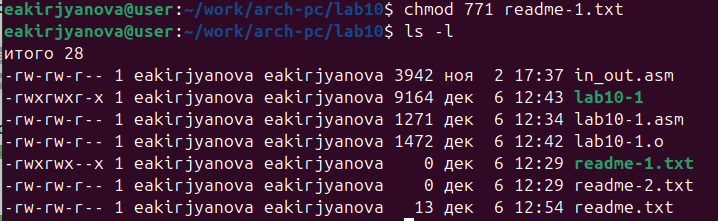 eakirjyanova@user:~/work/arch-pc/lab10$ chmod 771 readme-1.txt
eakirjyanova@user:~/work/arch-pc/lab10$ ls -l
итого 28
-rw-rw-r-- 1 eakirjyanova eakirjyanova 3942 ноя  2 17:37 in_out.asm
-rwxrwxr-x 1 eakirjyanova eakirjyanova 9164 дек  6 12:43 lab10-1
-rw-rw-r-- 1 eakirjyanova eakirjyanova 1271 дек  6 12:34 lab10-1.asm
-rw-rw-r-- 1 eakirjyanova eakirjyanova 1472 дек  6 12:42 lab10-1.o
-rwxrwx--x 1 eakirjyanova eakirjyanova    0 дек  6 12:29 readme-1.txt
-rw-rw-r-- 1 eakirjyanova eakirjyanova    0 дек  6 12:29 readme-2.txt
-rw-rw-r-- 1 eakirjyanova eakirjyanova   13 дек  6 12:54 readme.txt